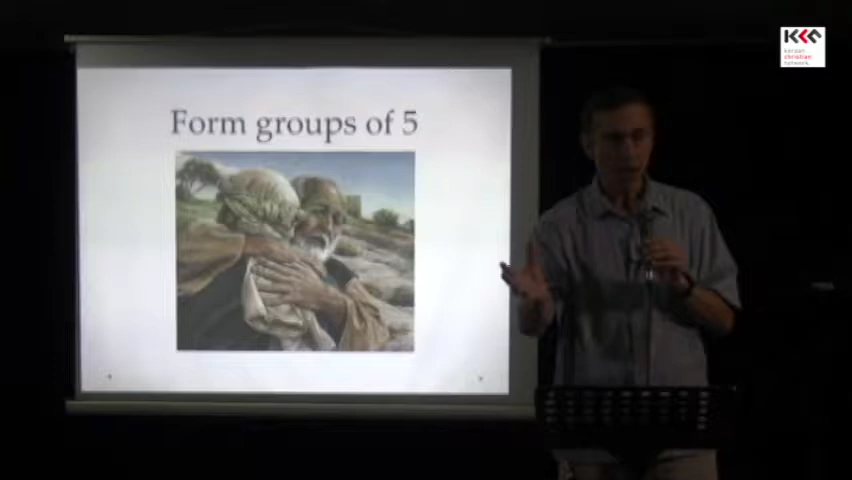 Form groups of 5
KCN
korean
christian
network